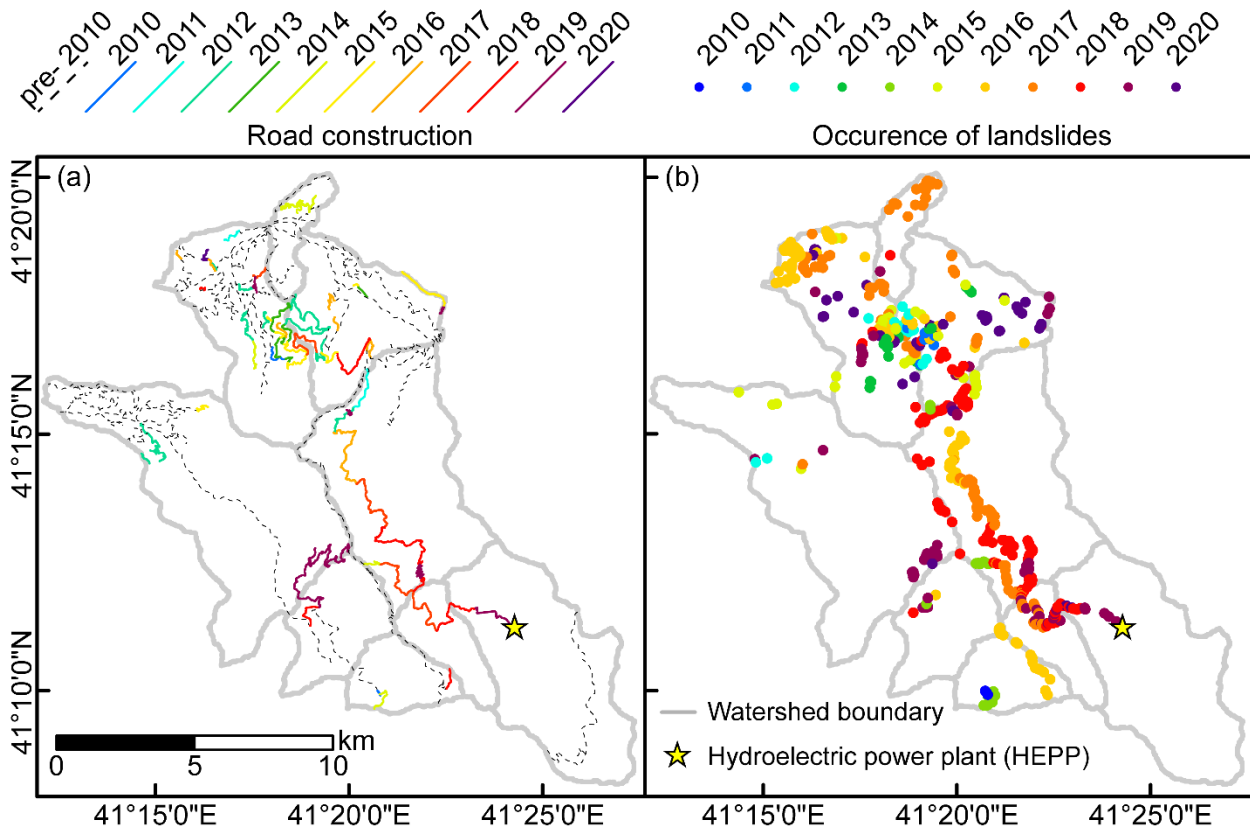 pre- 2010 2010 2011 2012 2013 2014 2015 2016 2017 2018 2019 2020
2010 2010 2012 2013 2014 2015 2016 2017 2018 2019 2020
Road construction
Occurence of landslides
(a)
(b)
41°20'0"N
41°15'0"N
41°10'0"N
km
0 5 10
Watershed boundary
Hydroelectric power plant (HEPP)
41°15'0"E 41°20'0"E 41°25'0"E
41°15'0"E 41°20'0"E 41°25'0"E